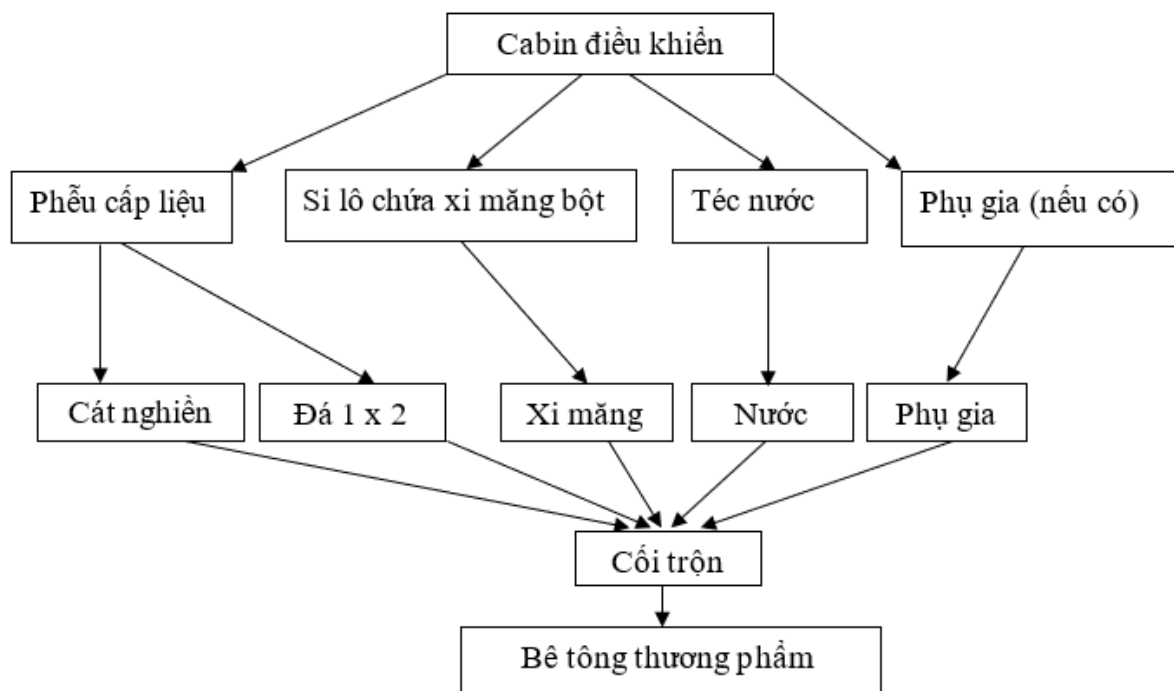 Cabin điều khiển
Phễu cấp liệu
Si lô chứa xi măng bột
Téc nước
Phụ gia (nếu có)
Cát nghiền
Đá 1 x 2
Xi măng
Nước
Phụ gia
Cối trộn
Bê tông thương phẩm